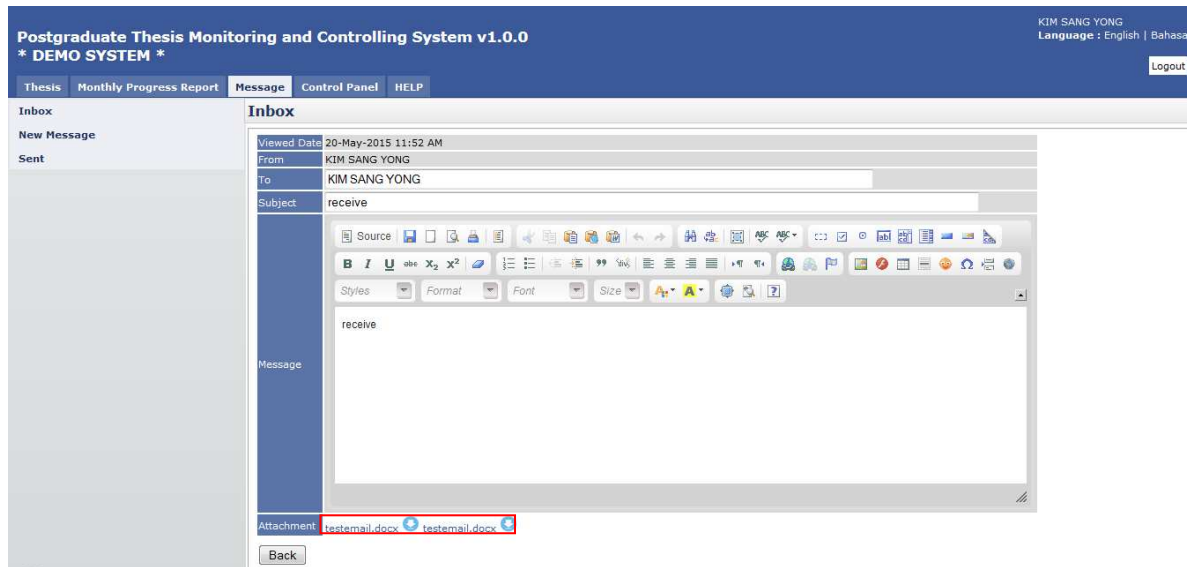 KIM SANG YONG
Postgraduate Thesis Monitoring and Controlling System v1.0.0
Language : English | Bahasa
* DEMO SYSTEM *
Logout
Thesis Monthly Progress Report Message Control Panel HELP
Inbox
Inbox
New Message
Sent
Viewed Date 20-May-2015 11:52 AM
From KIM SANG YONG
To KIM SANG YONG
Subject receive
Source
B I U abc X2 X2
Styles Format Font Size A A
receive
Message
Attachment testemail.docx testemail.docx
Back